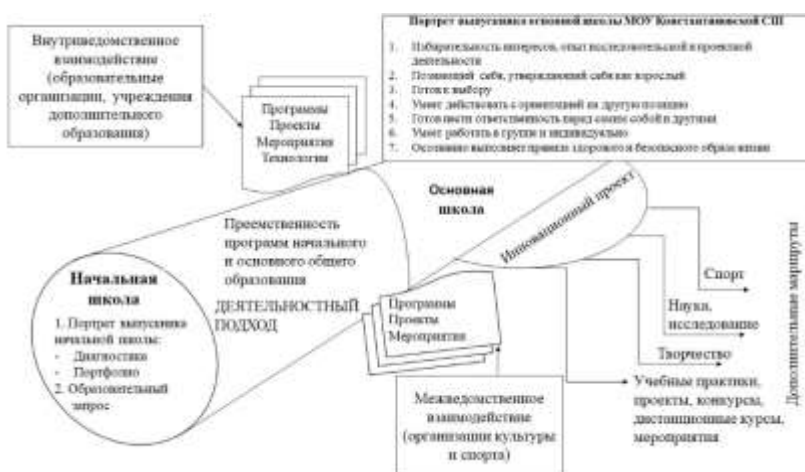 Внутриведомственное
взаимодействие
(образовательные
организации, учреждения
дополнительного
образования)
Программы
Проекты
Мероприятия
Технологии
Портрет выпускника основной школы МОУ Константиновской СШ
1. Избирательность интересов, опыт исследовательской и проектной
деятельности
2. Познающий себя, утверждающий себя как взрослый
3. Готов к выбору
4. Умеет действовать с ориентацией на другую позицию
5. Готов нести ответственность перед самим собой и другими
6. Умеет работать в группе и индивидуально
7. Осознанно выполняет правила здорового и безопасного образа жизни
Основная
школа
Инновационный проект
Преемственность
программ начального
и основного общего
образования
ДЕЯТЕЛЬНОСТНЫЙ
ПОДХОД
Начальная
школа
1. Портрет выпускника
начальной школы:
- Диагностика
- Портфолио
2. Образовательный
запрос
Программы
Проекты
Мероприятия
Межведомственное
взаимодействие
(организации культуры
и спорта)
Спорт
Наука,
исследование
Творчество
Учебные практики,
проекты, конкурсы,
дистанционные курсы,
мероприятия
Дополнительные маршруты